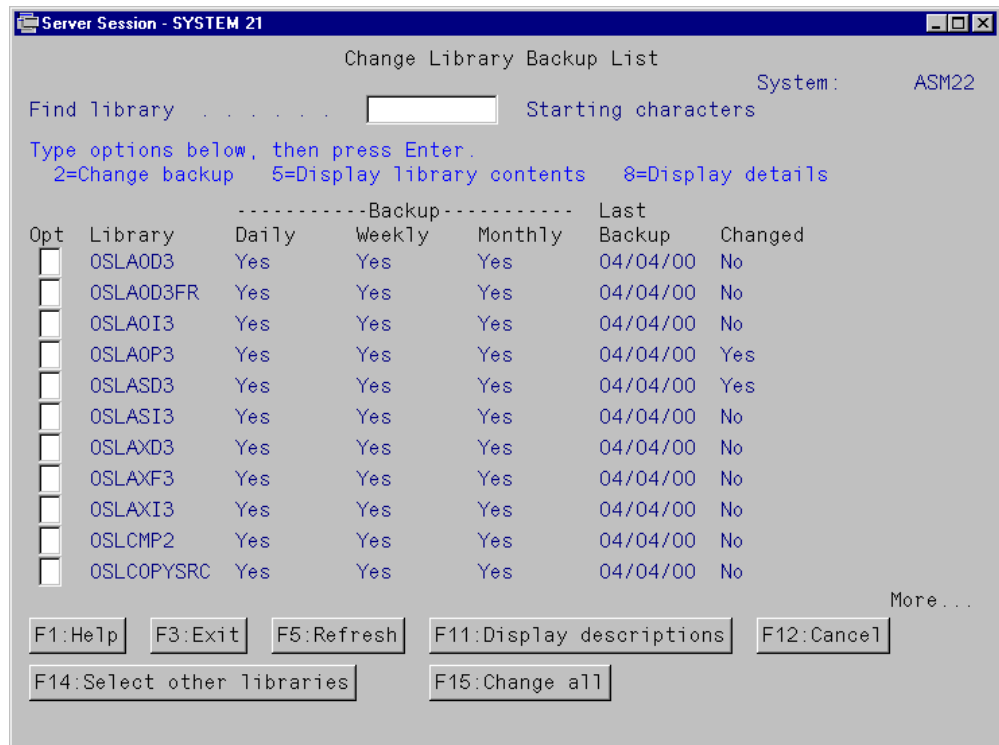 Server Session - SYSTEM 21
Change Library Backup List
System: ASM22
Find library . . . . . . Starting characters
Type options below, then press Enter.
2=Change backup 5=Display library contents 8=Display details
-----------Backup----------- Last
Opt Library Daily Weekly Monthly Backup Changed
OSLAOD3 Yes Yes Yes 04/04/00 No
OSLAOD3FR Yes Yes Yes 04/04/00 No
OSLAOI3 Yes Yes Yes 04/04/00 No
OSLAOP3 Yes Yes Yes 04/04/00 Yes
OSLASD3 Yes Yes Yes 04/04/00 Yes
OSLASI3 Yes Yes Yes 04/04/00 No
OSLAXD3 Yes Yes Yes 04/04/00 No
OSLAXF3 Yes Yes Yes 04/04/00 No
OSLAXI3 Yes Yes Yes 04/04/00 No
OSLCMP2 Yes Yes Yes 04/04/00 No
OSLCOPYSRC Yes Yes Yes 04/04/00 No
More...
F1:Help F3:Exit F5:Refresh F11:Display descriptions F12:Cancel
F14:Select other libraries F15:Change all